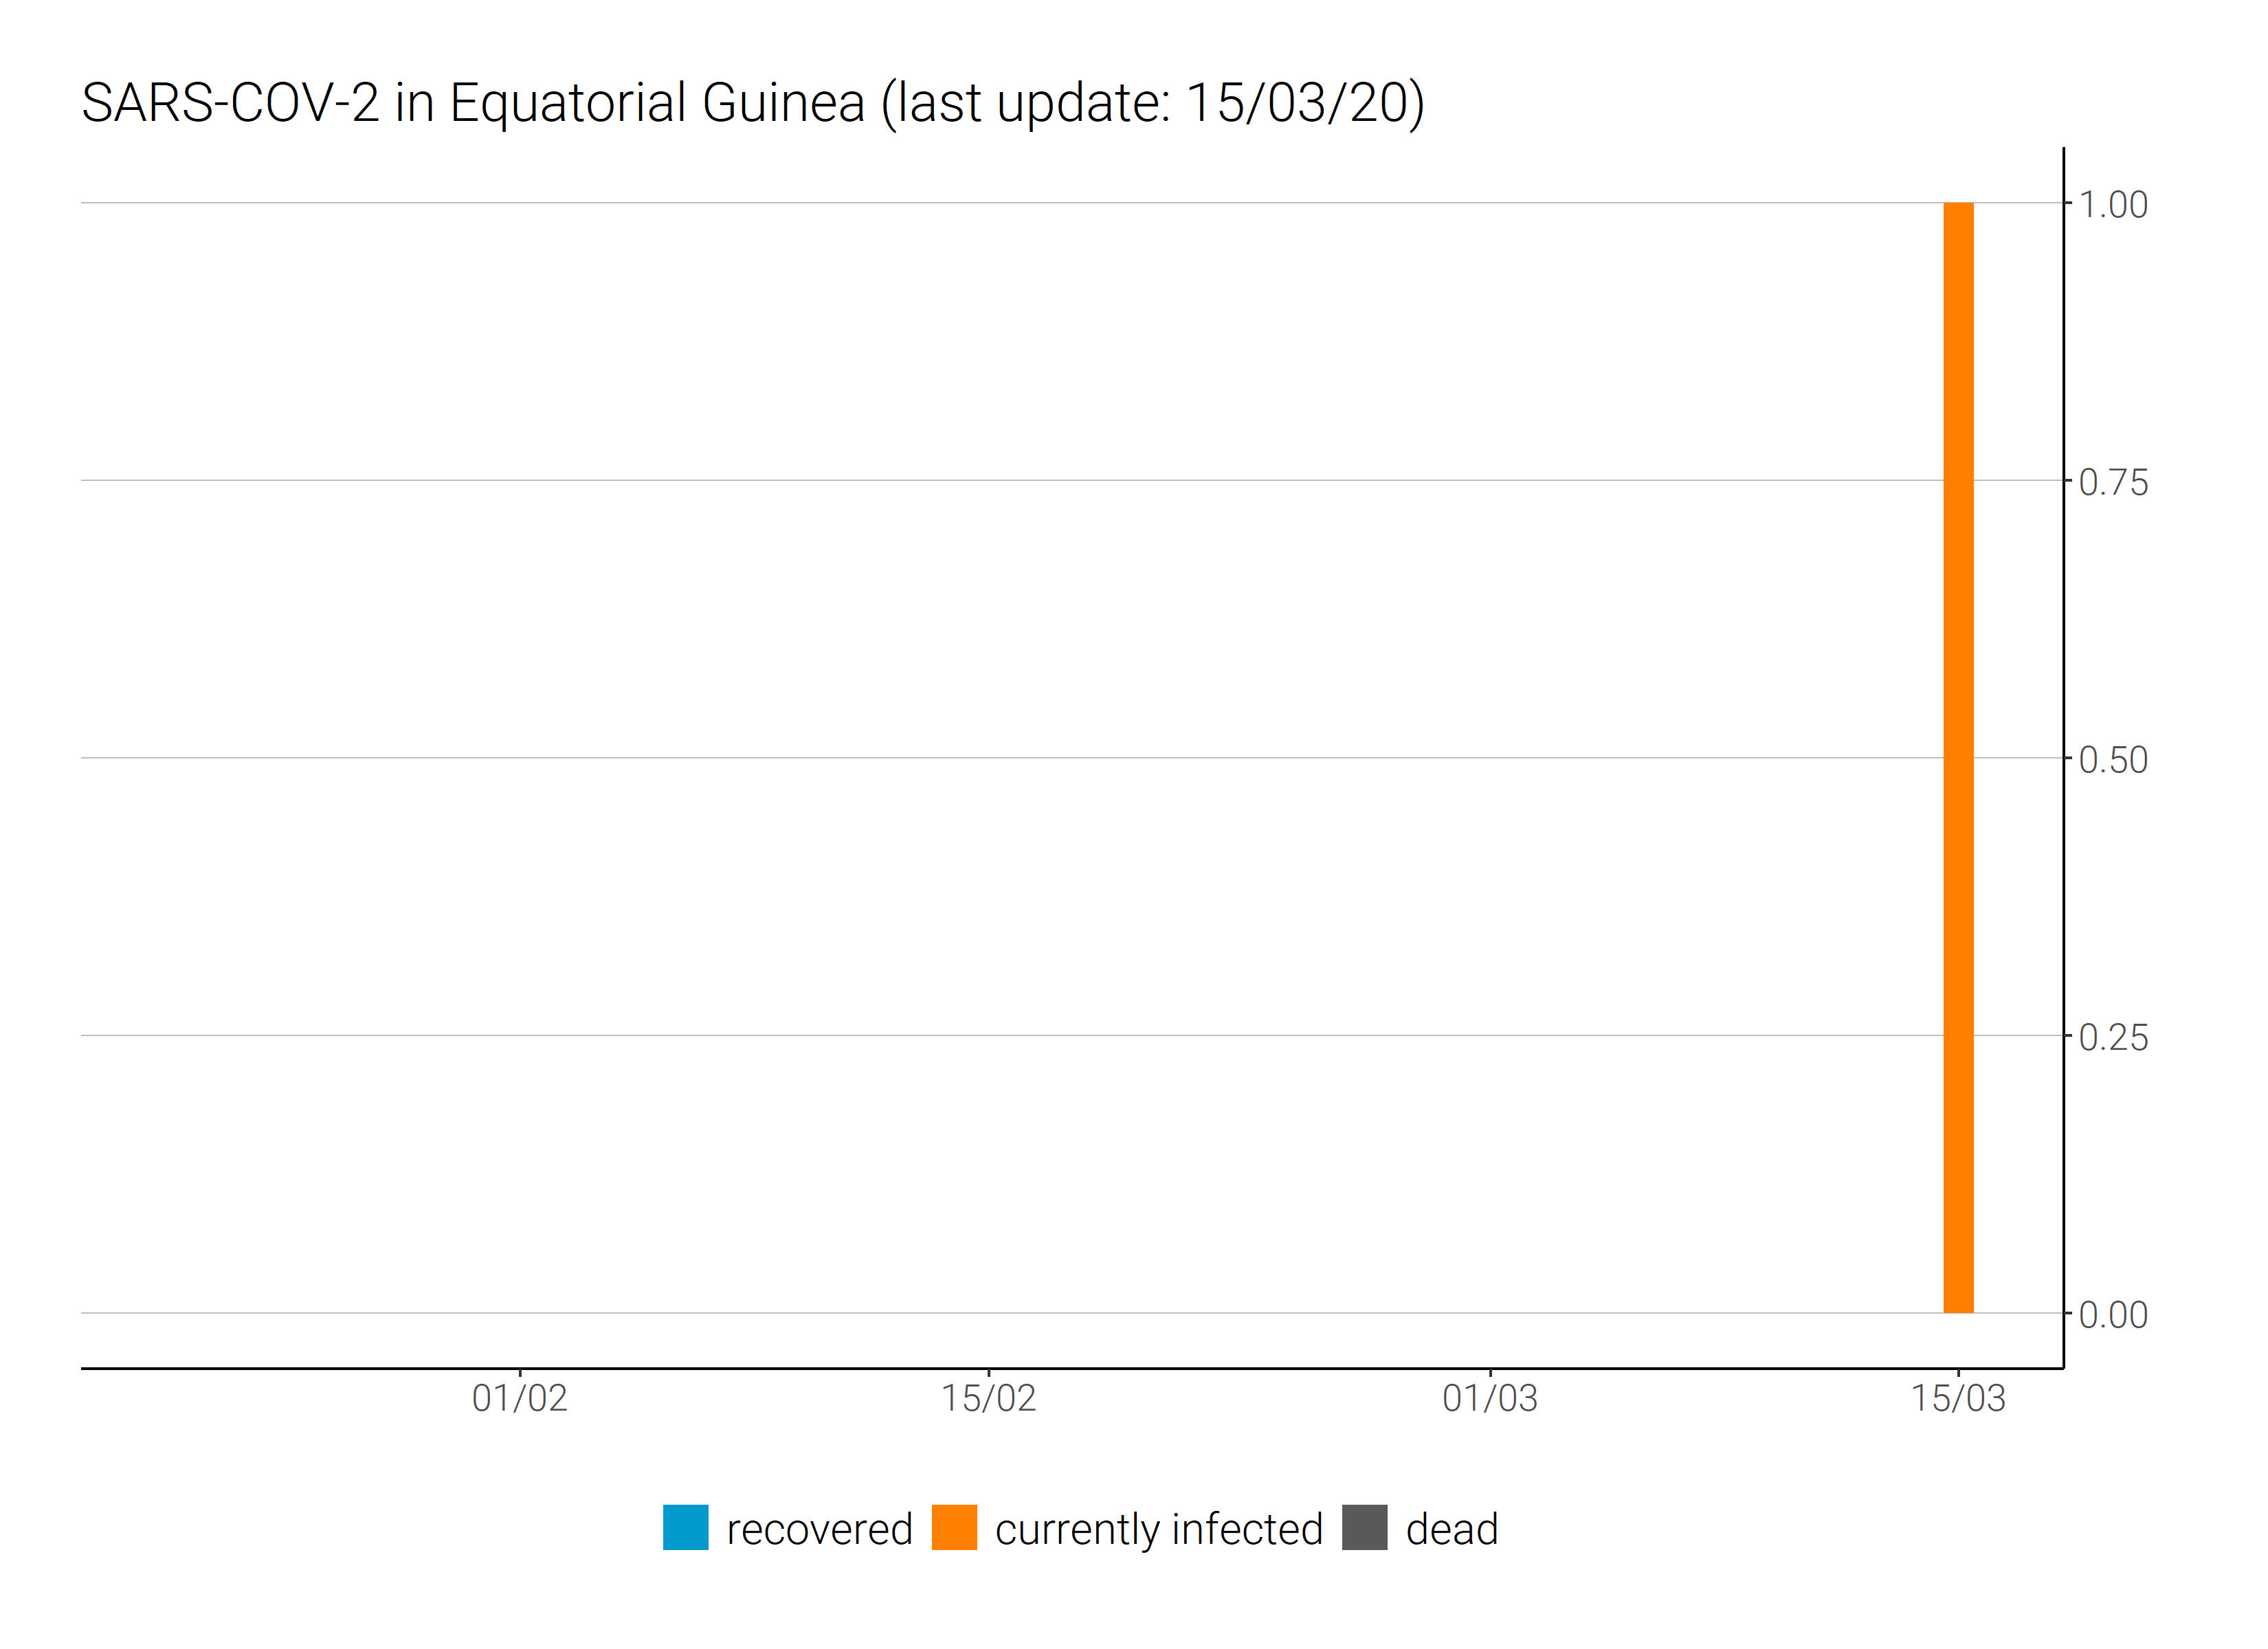 SARS-COV-2 in Equatorial Guinea (last update: 15/03/20)
1.00
0.75
0.50
0.25
0.00
01/02 15/02 01/03 15/03
recovered currently infected dead